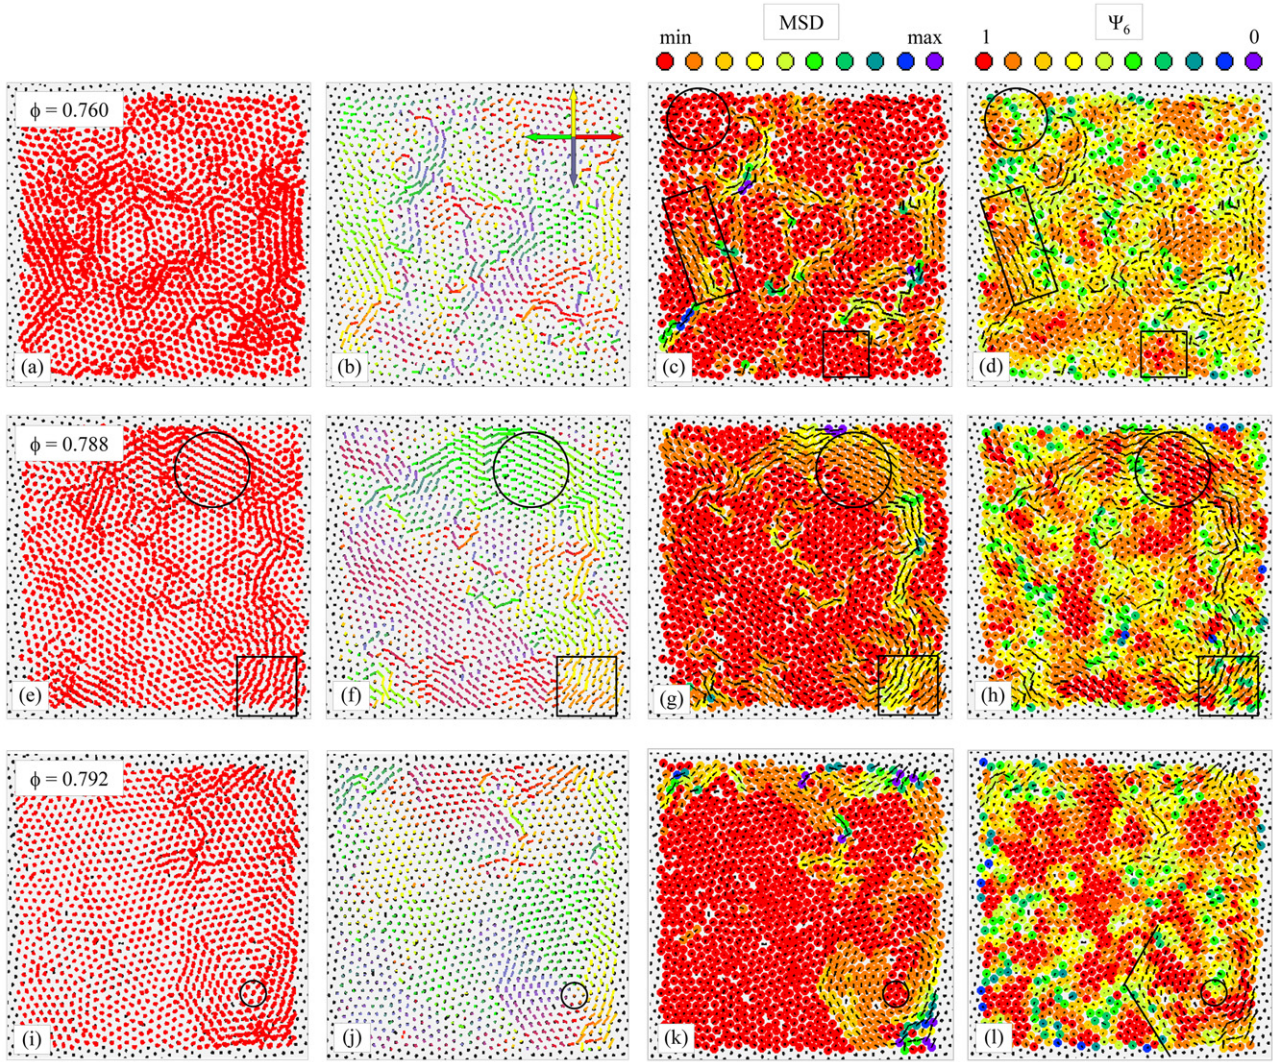 MSD
Ψ6
min
max
1
0
ϕ = 0.760
(a)
(b)
(c)
(d)
ϕ = 0.788
(e)
(f)
(g)
(h)
ϕ = 0.792
(i)
(j)
(k)
(l)